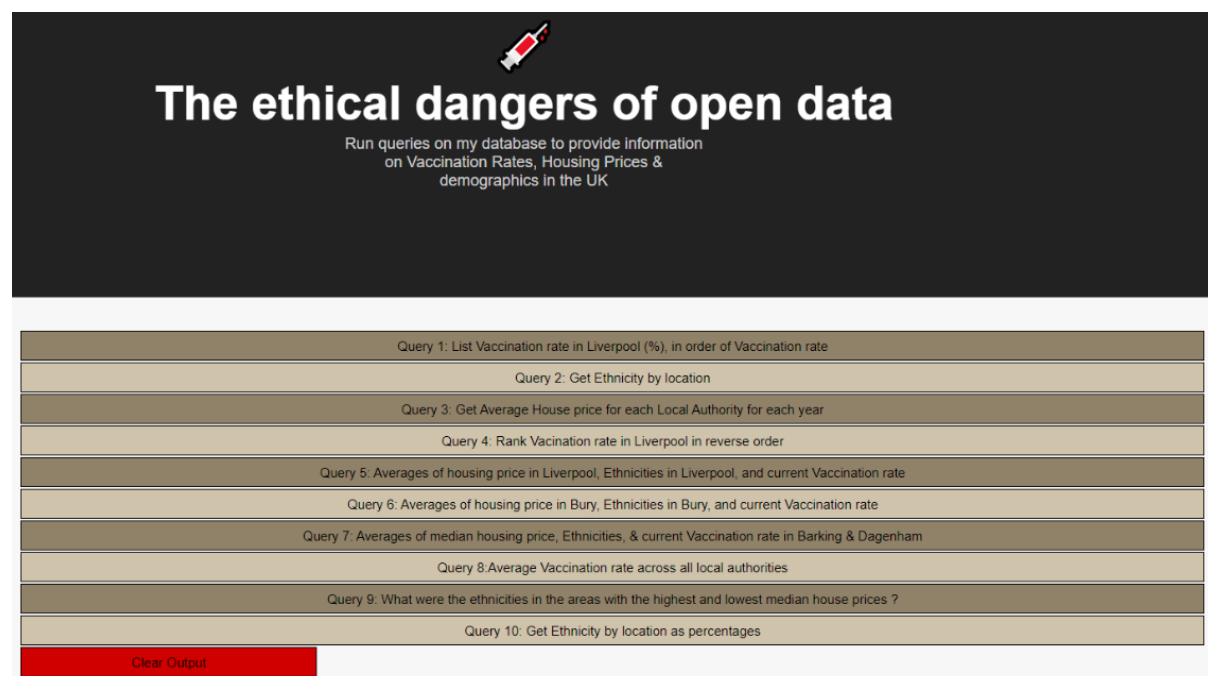 The ethical dangers of open data
Run queries on my database to provide information
on Vaccination Rates, Housing Prices &
demographics in the UK
Query 1: List Vaccination rate in Liverpool (%), in order of Vaccination rate
Query 2: Get Ethnicity by location
Query 3: Get Average House price for each Local Authority for each year
Query 4: Rank Vacination rate in Liverpool in reverse order
Query 5: Averages of housing price in Liverpool, Ethnicities in Liverpool, and current Vaccination rate
Query 6: Averages of housing price in Bury, Ethnicities in Bury, and current Vaccination rate
Query 7: Averages of median housing price, Ethnicities, & current Vaccination rate in Barking & Dagenham
Query 8:Average Vaccination rate across all local authorities
Query 9: What were the ethnicities in the areas with the highest and lowest median house prices ?
Query 10: Get Ethnicity by location as percentages
Clear Output